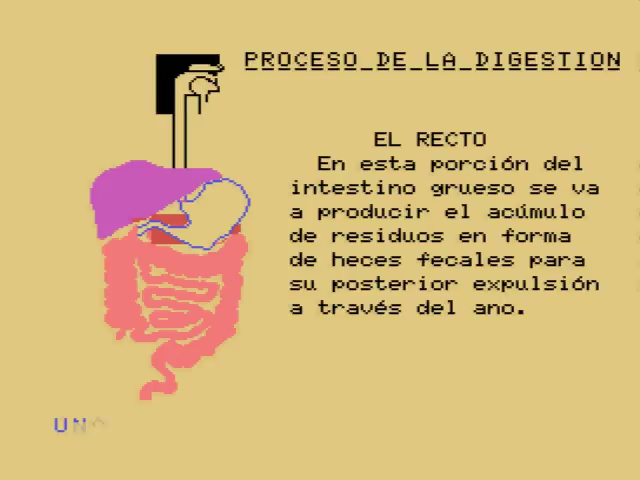 PROCESO_DE_LA_DIGESTION
EL RECTO
En esta porción del
intestino grueso se va
a producir el acúmulo
de residuos en forma
de heces fecales para
su posterior expulsión
a través del ano.